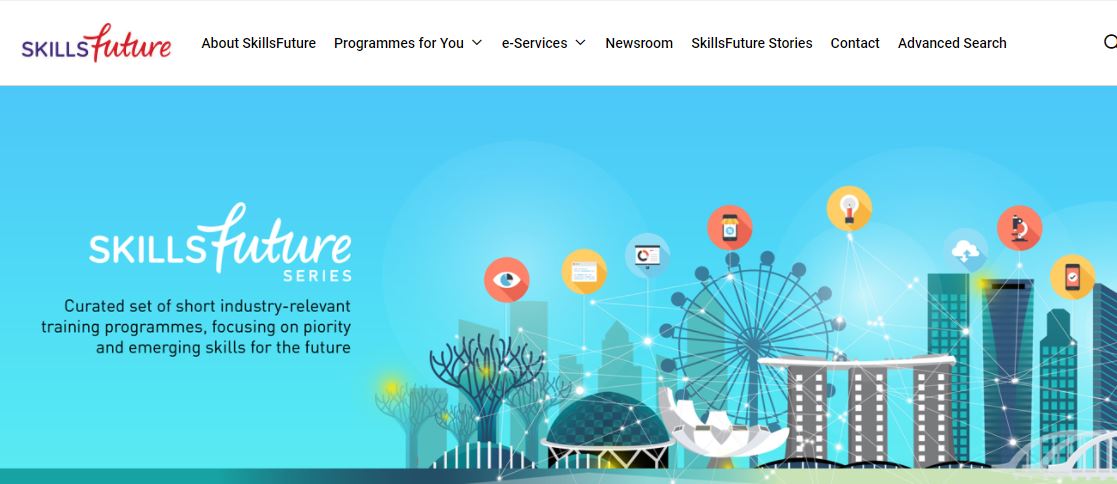 SKILLSfuture
About SkillsFuture Programmes for You e-Services Newsroom SkillsFuture Stories Contact Advanced Search
SKILLSfuture
SERIES
Curated set of short industry-relevant
training programmes, focusing on piority
and emerging skills for the future